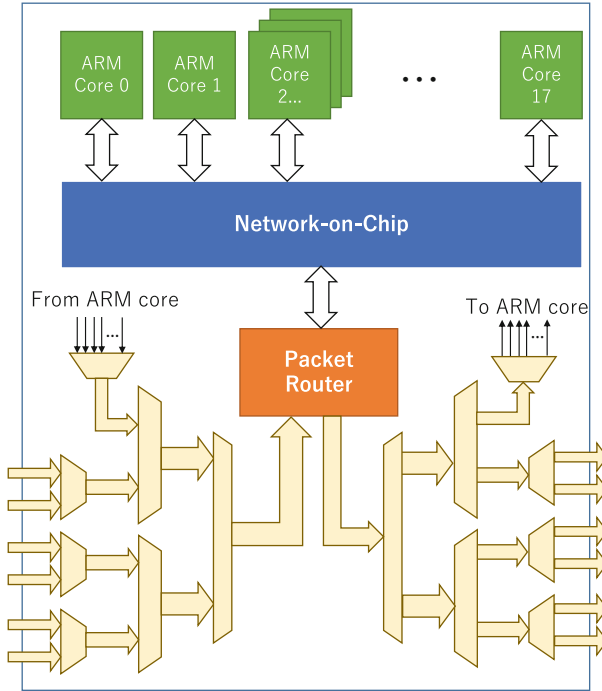 ARM
Core 0
ARM
Core 1
ARM
Core
2...
...
ARM
Core
17
Network-on-Chip
From ARM core
...
To ARM core
...
Packet
Router